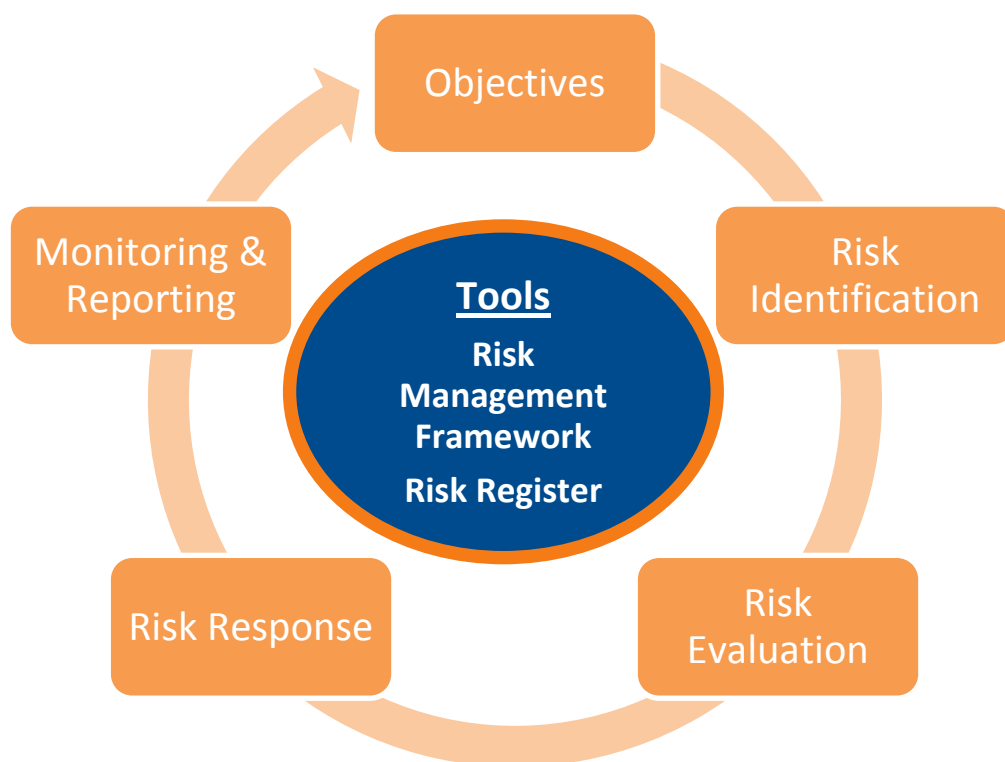 Objectives
Risk
Identification
Risk
Evaluation
Risk Response
Monitoring &
Reporting
Tools
Risk
Management
Framework
Risk Register